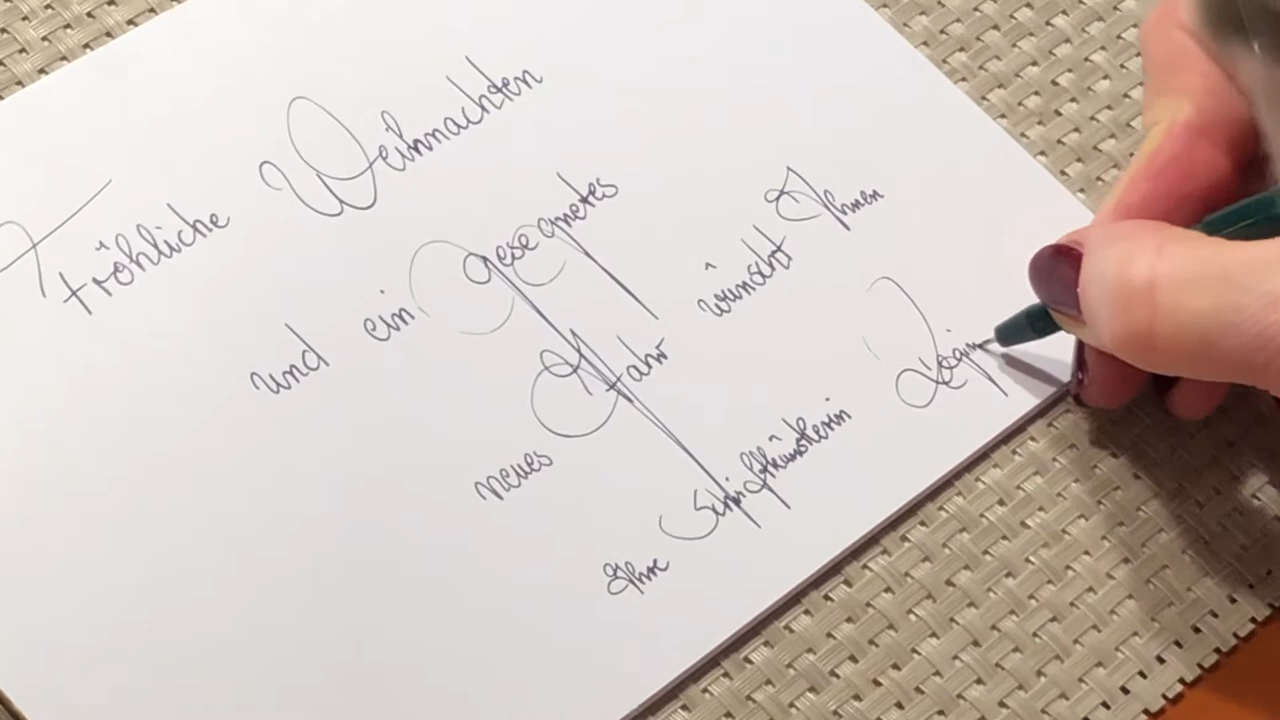 Fröhliche Weihnachten
und ein gesegnetes
neues Jahr wünscht Ihnen
Ihre Schriftkünstlerin